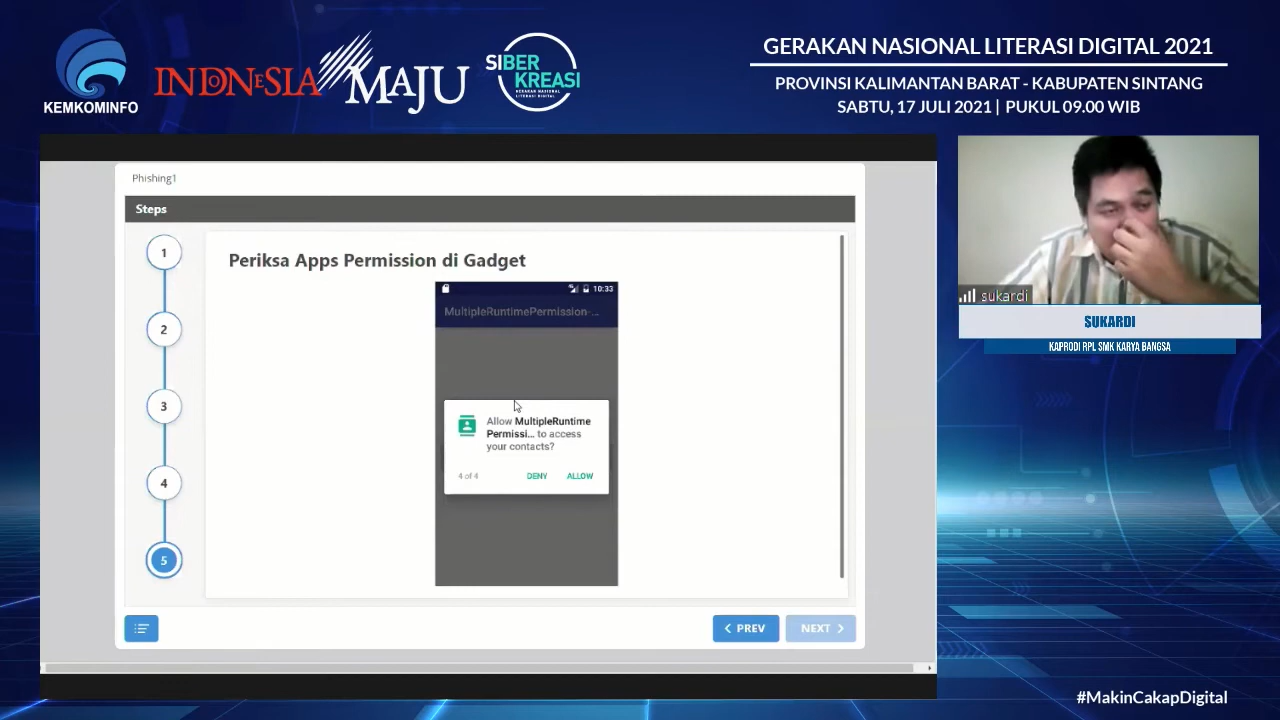 KEMKOMINFO
INDONESIA MAJU
SIBER
KREASI
GERAKAN NASIONAL
LITERASI DIGITAL
GERAKAN NASIONAL LITERASI DIGITAL 2021
PROVINSI KALIMANTAN BARAT - KABUPATEN SINTANG
SABTU, 17 JULI 2021 | PUKUL 09.00 WIB
Phishing1
Steps
1
2
3
4
5
Periksa Apps Permission di Gadget
10:33
MultipleRuntimePermission-...
Allow MultipleRuntime
Permissi... to access
your contacts?
4 of 4
DENY
ALLOW
PREV
NEXT
sukardi
SUKARDI
KAPRODI RPL SMK KARYA BANGSA
#MakinCakapDigital